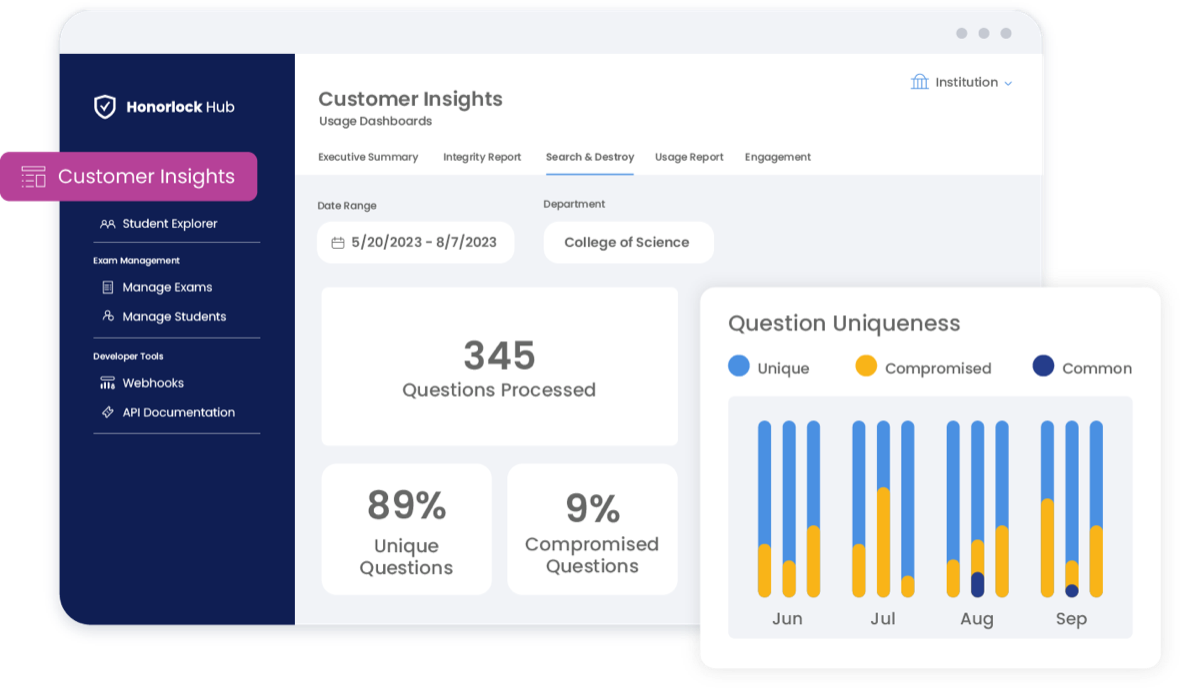 Honorlock Hub
Customer Insights
Student Explorer
Exam Management
Manage Exams
Manage Students
Developer Tools
Webhooks
API Documentation
Institution
Customer Insights
Usage Dashboards
Executive Summary Integrity Report Search & Destroy Usage Report Engagement
Date Range Department
5/20/2023 - 8/7/2023 College of Science
345
Questions Processed
89%
Unique
Questions
9%
Compromised
Questions
Question Uniqueness
Unique Compromised Common
Jun Jul Aug Sep